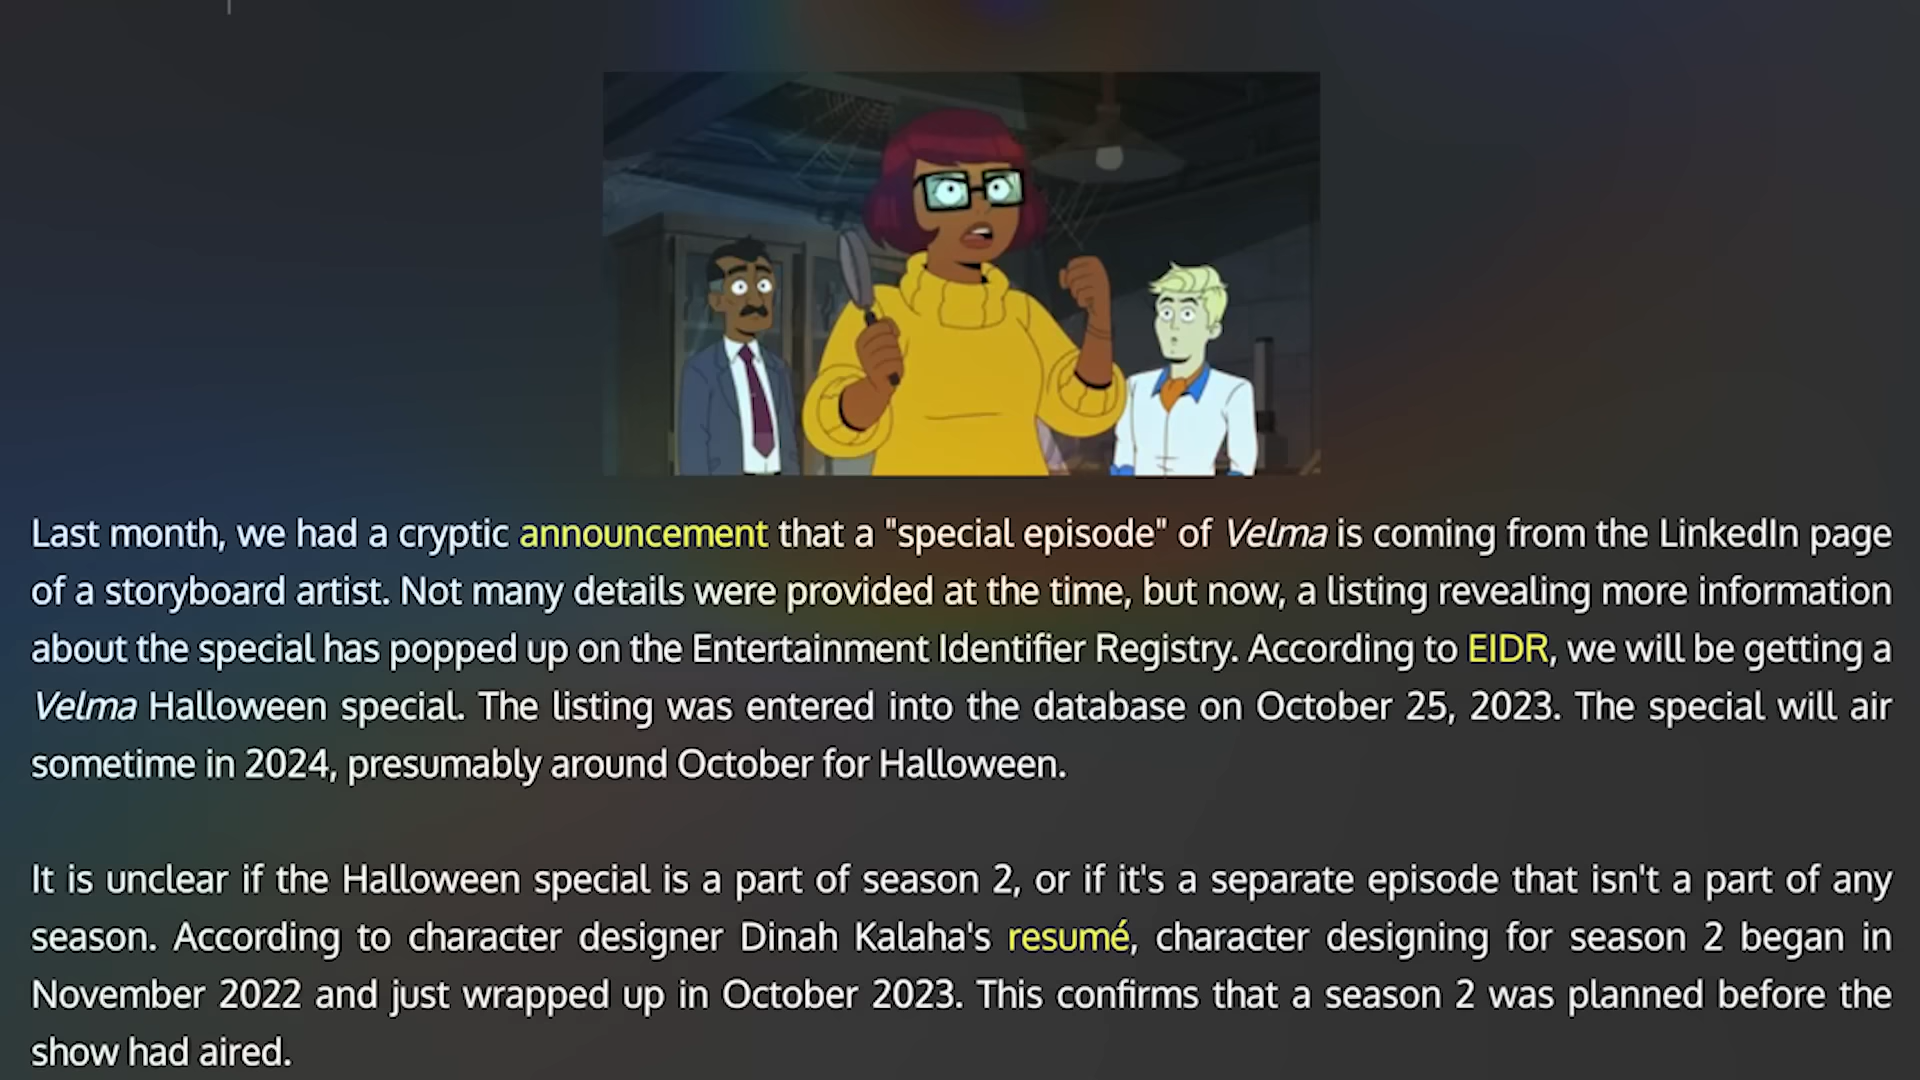 Last month, we had a cryptic announcement that a "special episode" of Velma is coming from the LinkedIn page
of a storyboard artist. Not many details were provided at the time, but now, a listing revealing more information
about the special has popped up on the Entertainment Identifier Registry. According to EIDR, we will be getting a
Velma Halloween special. The listing was entered into the database on October 25, 2023. The special will air
sometime in 2024, presumably around October for Halloween.
It is unclear if the Halloween special is a part of season 2, or if it's a separate episode that isn't a part of any
season. According to character designer Dinah Kalaha's resumé, character designing for season 2 began in
November 2022 and just wrapped up in October 2023. This confirms that a season 2 was planned before the
show had aired.